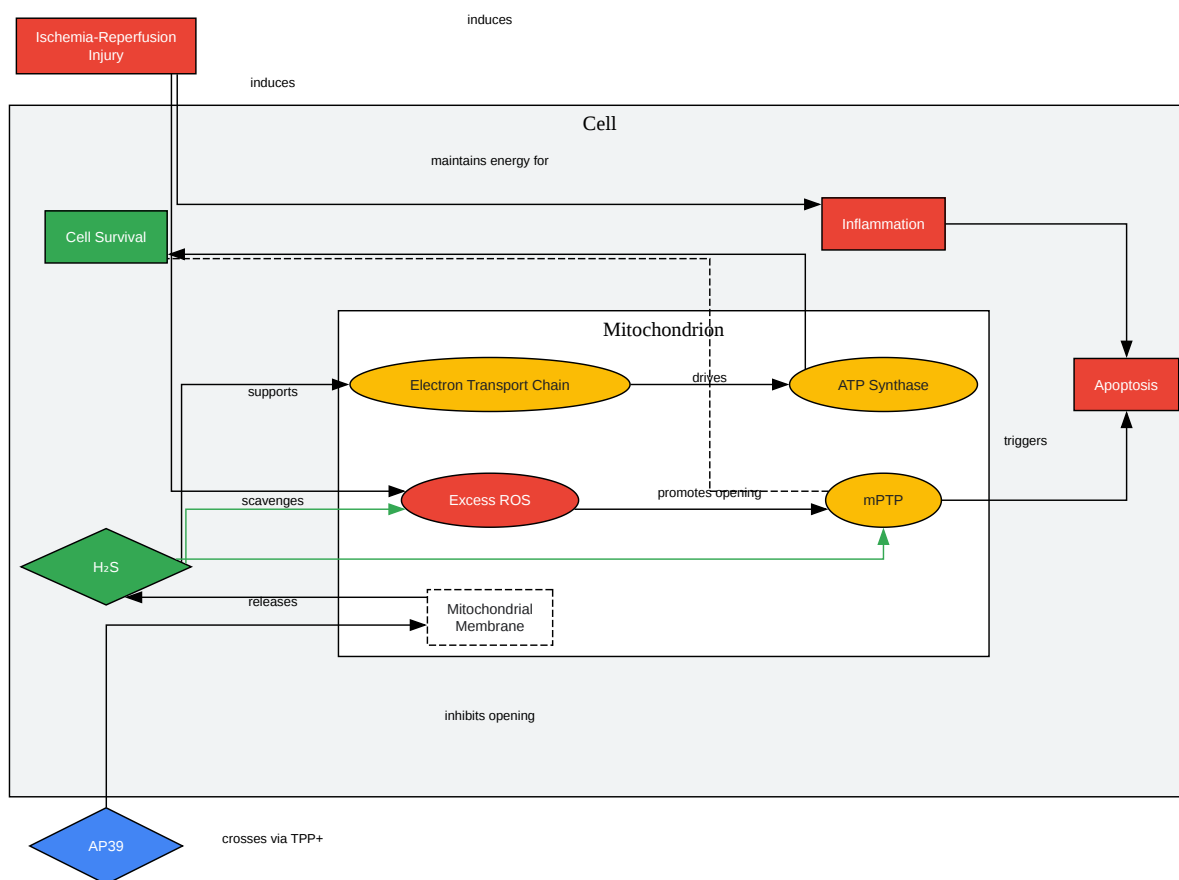 induces
Ischemia-Reperfusion
Injury
induces
Cell
maintains energy for
Inflammation
Cell Survival
Mitochondrion
Electron Transport Chain
drives
ATP Synthase
Apoptosis
supports
triggers
scavenges
Excess ROS
promotes opening
mPTP
H₂S
releases
Mitochondrial
Membrane
inhibits opening
AP39
crosses via TPP+